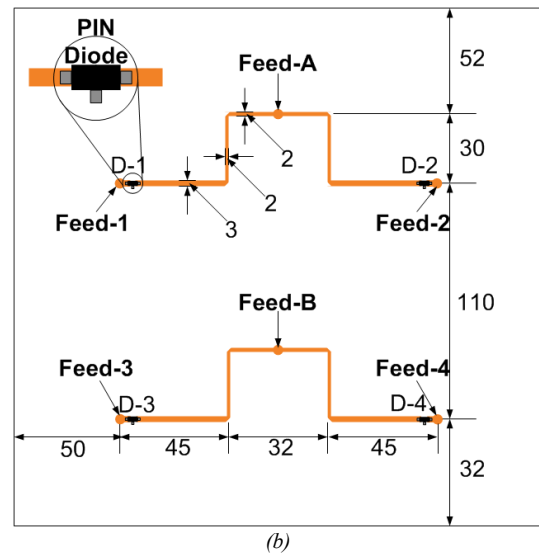 PIN
Diode
Feed-A
52
30
2
D-1
D-2
2
Feed-1
3
Feed-2
110
Feed-B
Feed-3
Feed-4
D-3
D-4
50
45
32
45
32
(b)